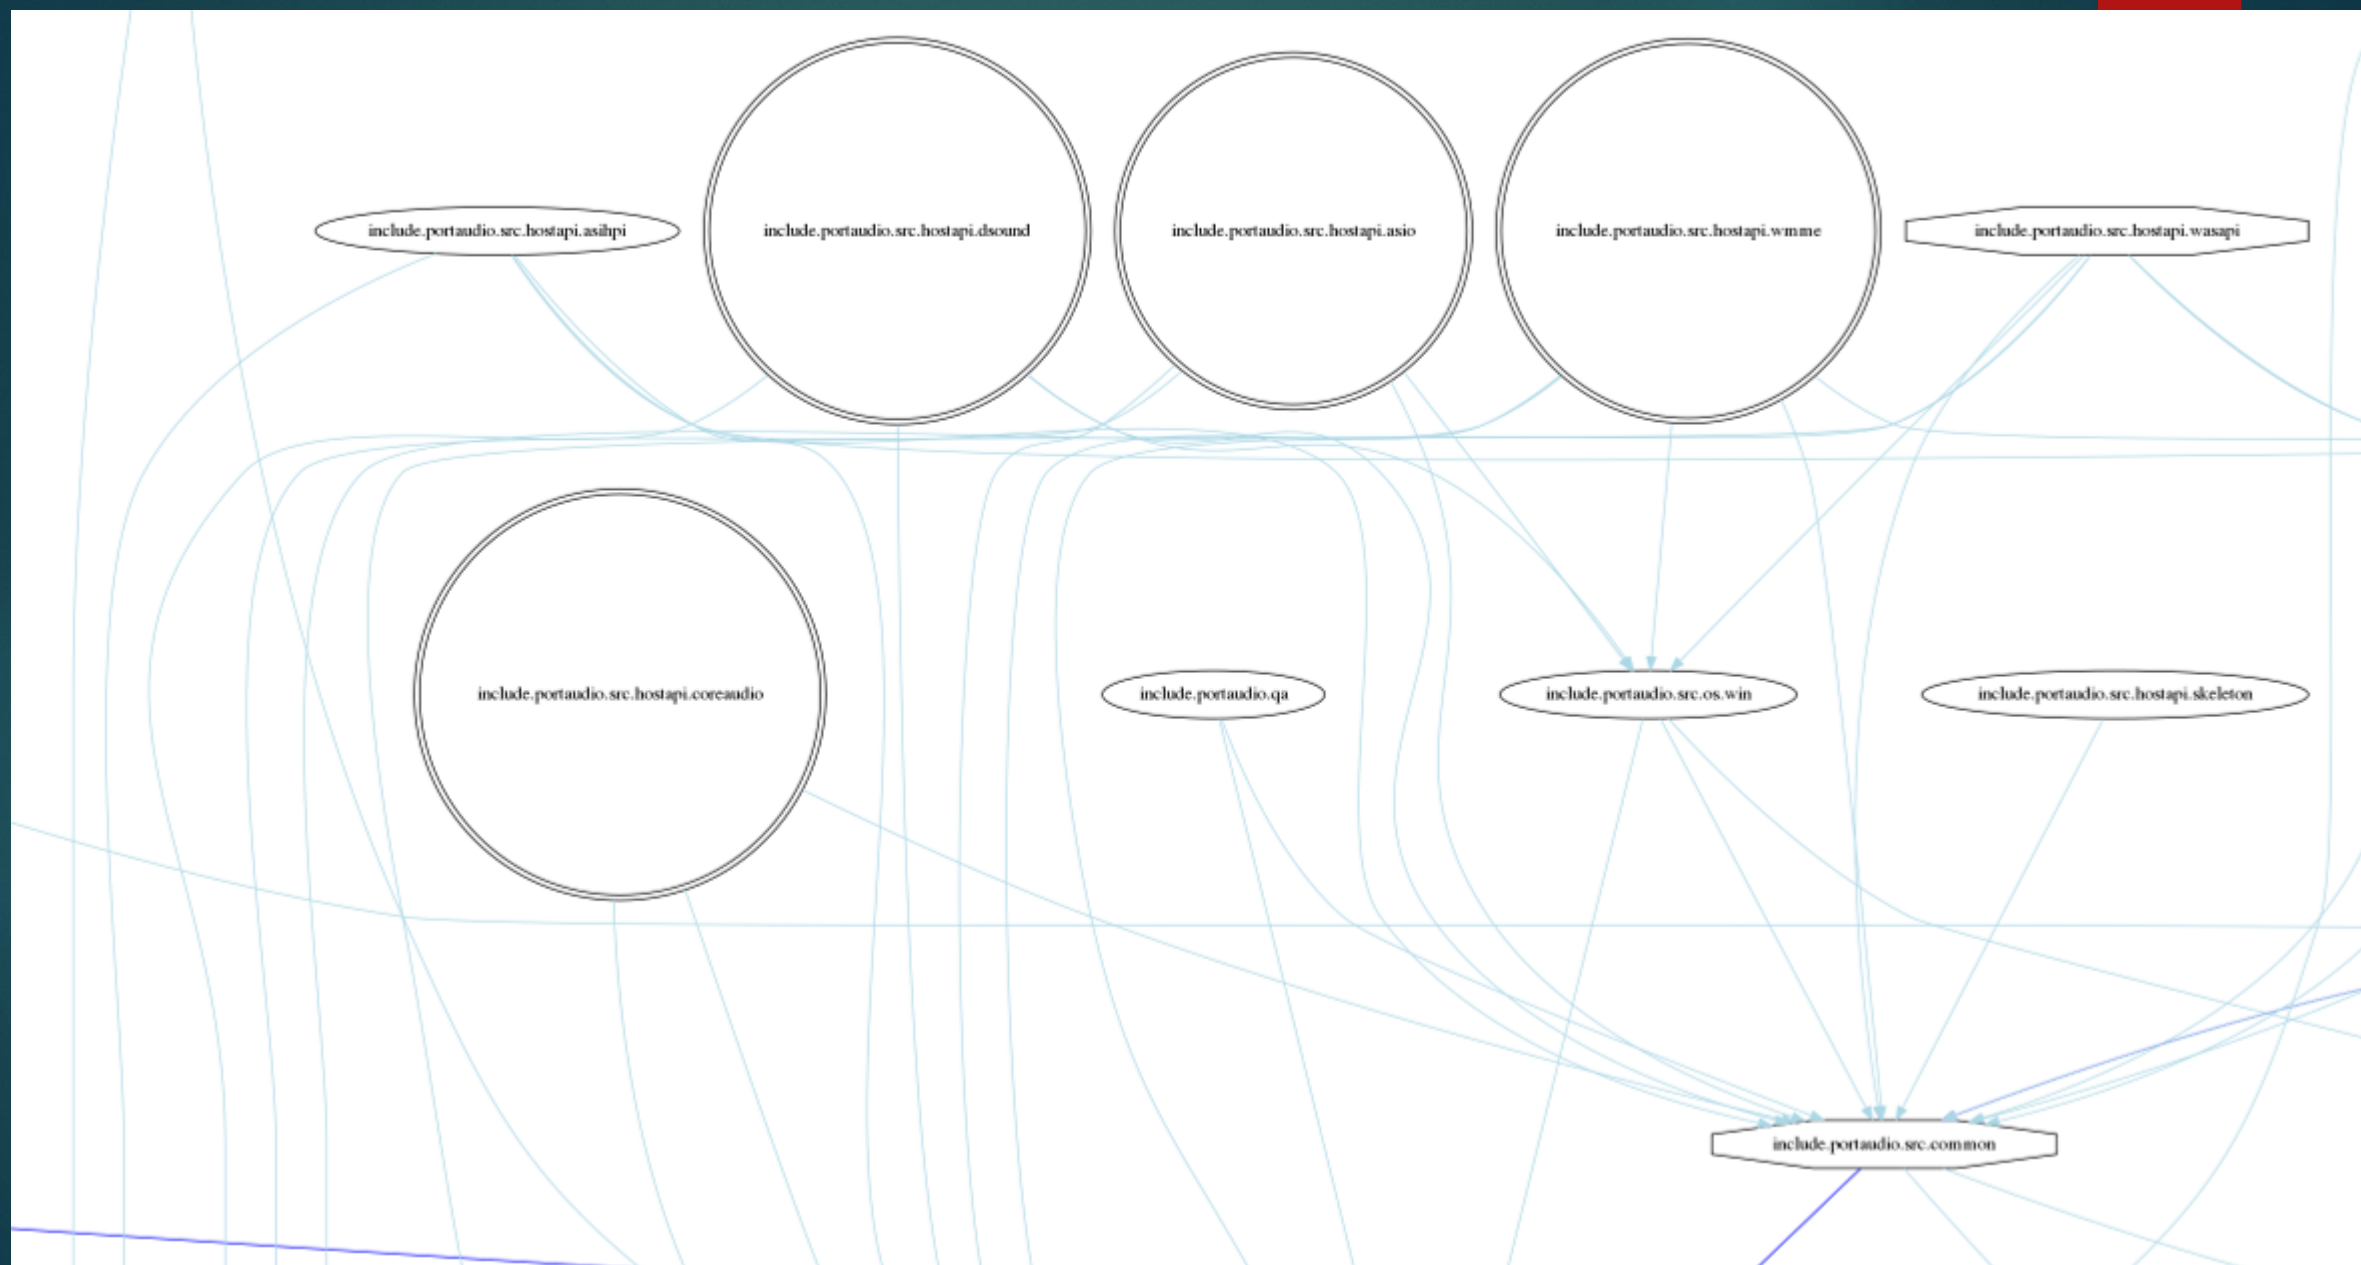 include.portaudio.src.hostapi.asihpi
include.portaudio.src.hostapi.dsound
include.portaudio.src.hostapi.asio
include.portaudio.src.hostapi.wmme
include.portaudio.src.hostapi.wasapi
include.portaudio.src.hostapi.coreaudio
include.portaudio.qa
include.portaudio.src.os.win
include.portaudio.src.hostapi.skeleton
include.portaudio.src.common